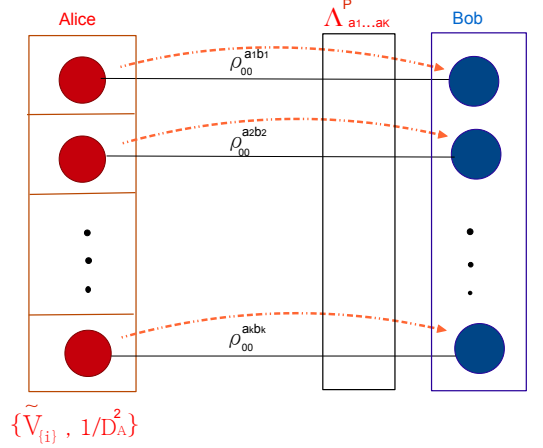 Alice
Λ^P_{a1...aK}
Bob
ρ_{00}^{a1b1}
ρ_{00}^{a2b2}
ρ_{00}^{akbk}
{Ṽ_{{i}} , 1/D_A^2}